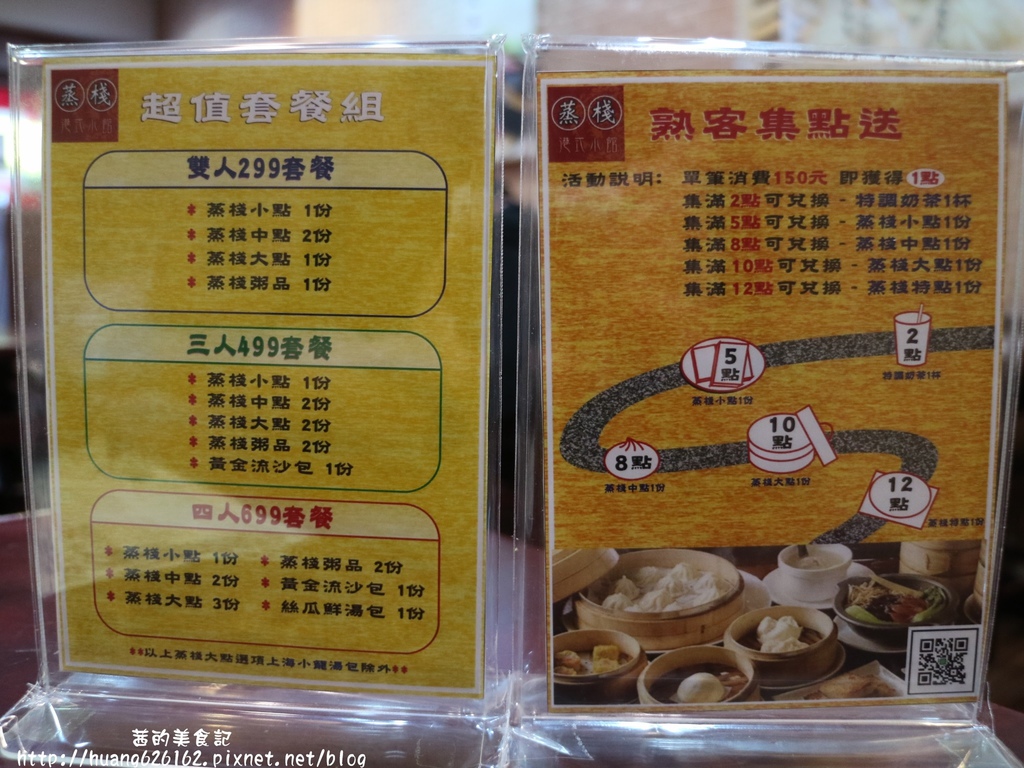 蒸棧
港式小館
超值套餐組
雙人299套餐
*蒸棧小點 1份
*蒸棧中點 2份
*蒸棧大點 1份
*蒸棧粥品 1份
三人499套餐
*蒸棧小點 1份
*蒸棧中點 2份
*蒸棧大點 2份
*蒸棧粥品 2份
*黃金流沙包 1份
四人699套餐
*蒸棧小點 1份
*蒸棧中點 2份
*蒸棧大點 3份
*蒸棧粥品 2份
*黃金流沙包 1份
*絲瓜鮮湯包 1份
**以上蒸棧大點選項上海小籠湯包除外**
蒸棧
港式小館
熟客集點送
活動說明: 單筆消費150元 即獲得1點
集滿 2點可兌換 - 特調奶茶1杯
集滿 5點可兌換 - 蒸棧小點1份
集滿 8點可兌換 - 蒸棧中點1份
集滿 10點可兌換 - 蒸棧大點1份
集滿 12點可兌換 - 蒸棧特點1份
2點
特調奶茶1杯
5點
蒸棧小點1份
8點
蒸棧中點1份
10點
蒸棧大點1份
12點
蒸棧特點1份
茜的美食記
http://huang626162.pixnet.net/blog